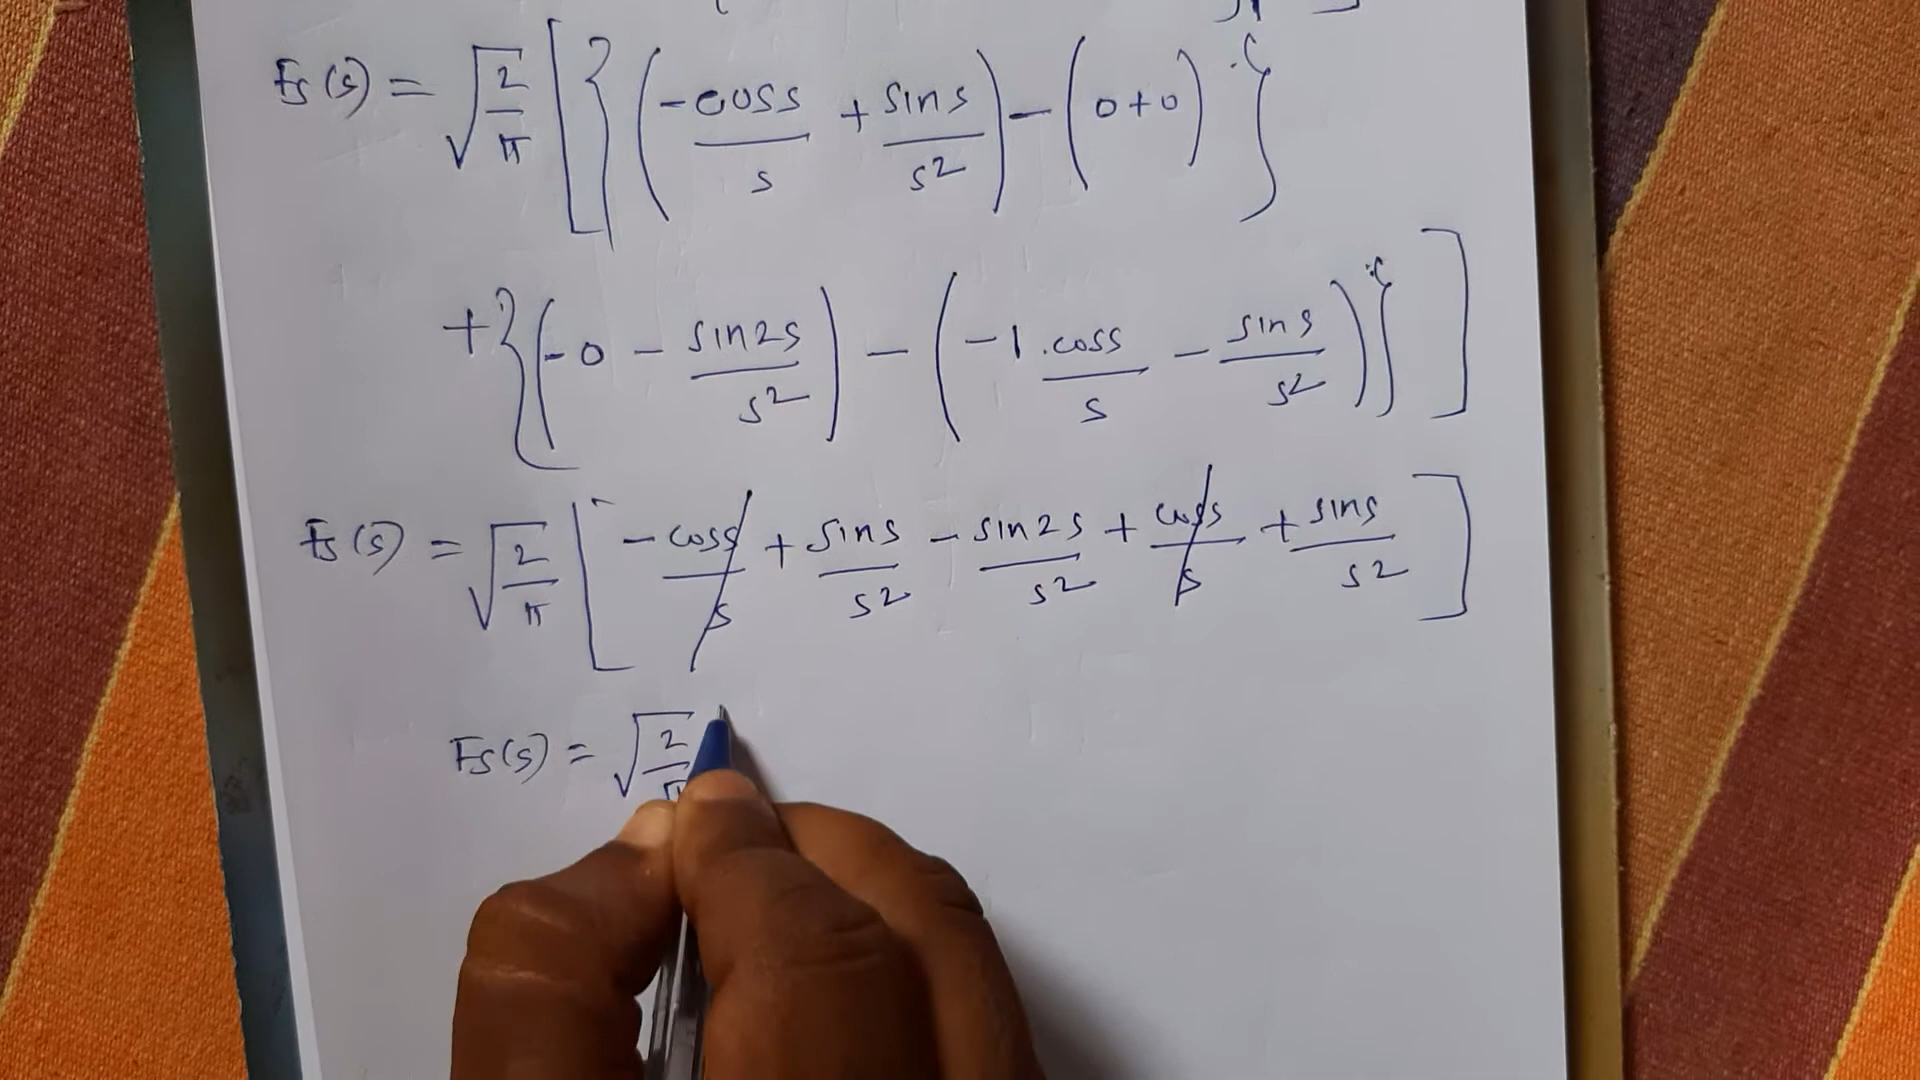 Fs(s) = √2/π [{(-coss/s + sins/s2) - (0+0)}
+{(-0 - sin2s/s2) - (-1.coss/s - sins/s2)}]
Fs(s) = √2/π [-coss/s + sins/s2 - sin2s/s2 + coss/s + sins/s2]
Fs(s) = √2/π